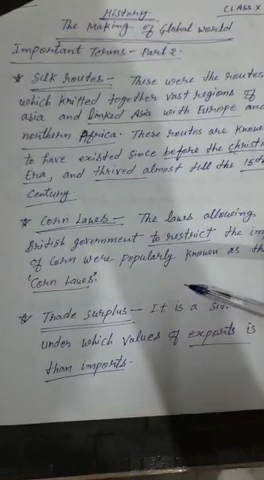 History
CLASS X
The Making of Global world
Important Terms - Part 2.
Silk routes - These were the routes
which knitted together vast regions of
asia and linked Asia with Europe and
northern Africa. These routes are know
to have existed since before the christ
Era, and thrived almost till the 15th
century
Corn Laws - The laws allowing
British government to restrict the im
of Corn were popularly known as th
"Corn Laws"
Trade surplus - It is a
under which values of exports is
than imports.